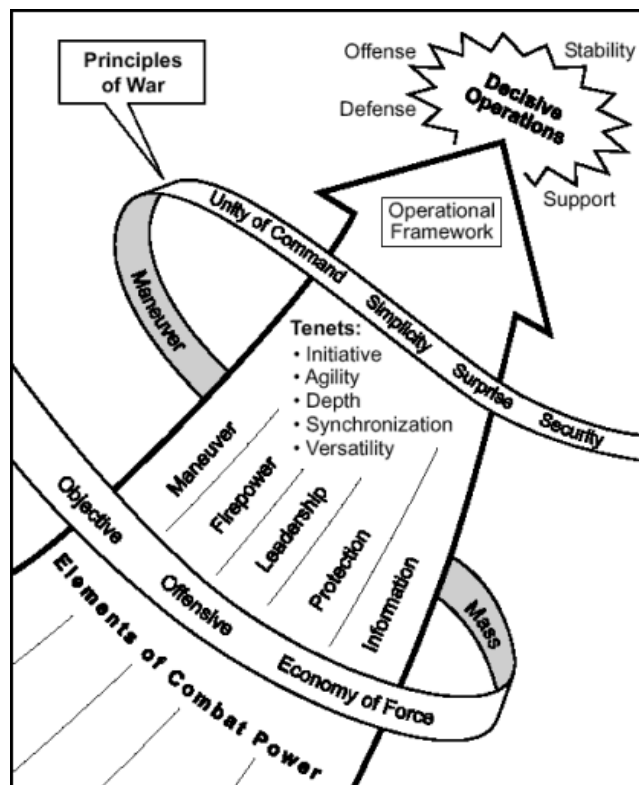 Principles
of War
Offense
Stability
Decisive
Operations
Defense
Support
Operational
Framework
Unity of Command
Simplicity
Surprise
Security
Maneuver
Tenets:
• Initiative
• Agility
• Depth
• Synchronization
• Versatility
Maneuver
Firepower
Leadership
Protection
Information
Objective
Offensive
Economy of Force
Mass
Elements of Combat Power